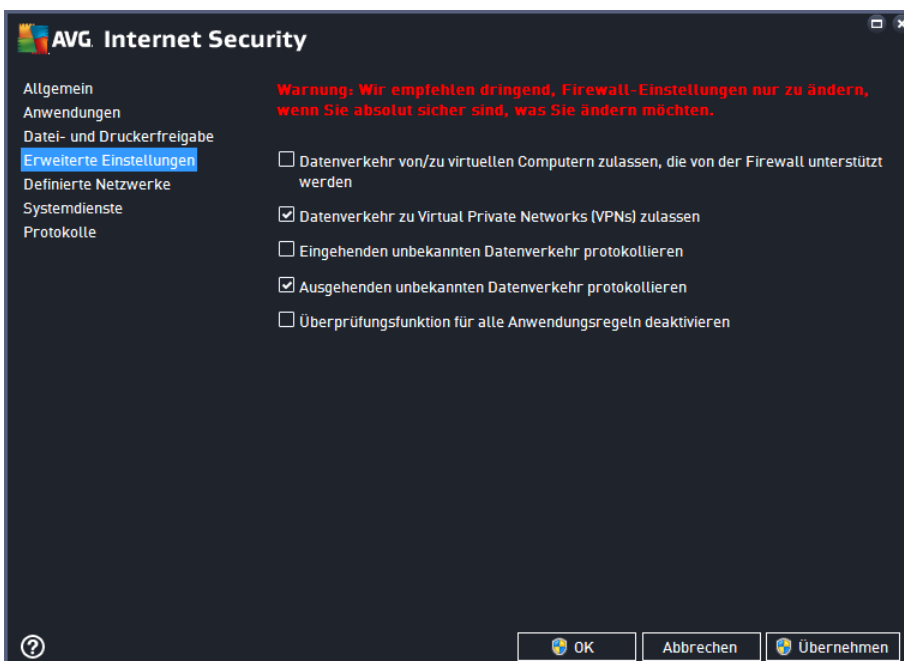 AVG Internet Security
Allgemein
Anwendungen
Datei- und Druckerfreigabe
Erweiterte Einstellungen
Definierte Netzwerke
Systemdienste
Protokolle
Warnung: Wir empfehlen dringend, Firewall-Einstellungen nur zu ändern,
wenn Sie absolut sicher sind, was Sie ändern möchten.
Datenverkehr von/zu virtuellen Computern zulassen, die von der Firewall unterstützt
werden
Datenverkehr zu Virtual Private Networks (VPNs) zulassen
Eingehenden unbekannten Datenverkehr protokollieren
Ausgehenden unbekannten Datenverkehr protokollieren
Überprüfungsfunktion für alle Anwendungsregeln deaktivieren
?
OK
Abbrechen
Übernehmen